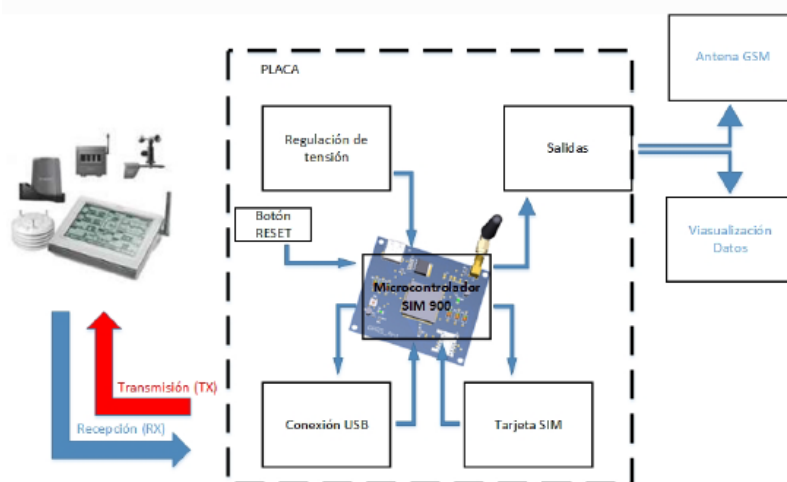 PLACA
Antena GSM
Regulación de
tensión
Salidas
Botón
RESET
Viasualización
Datos
Microcontrolador
SIM 900
Transmisión (TX)
Recepción (RX)
Conexión USB
Tarjeta SIM